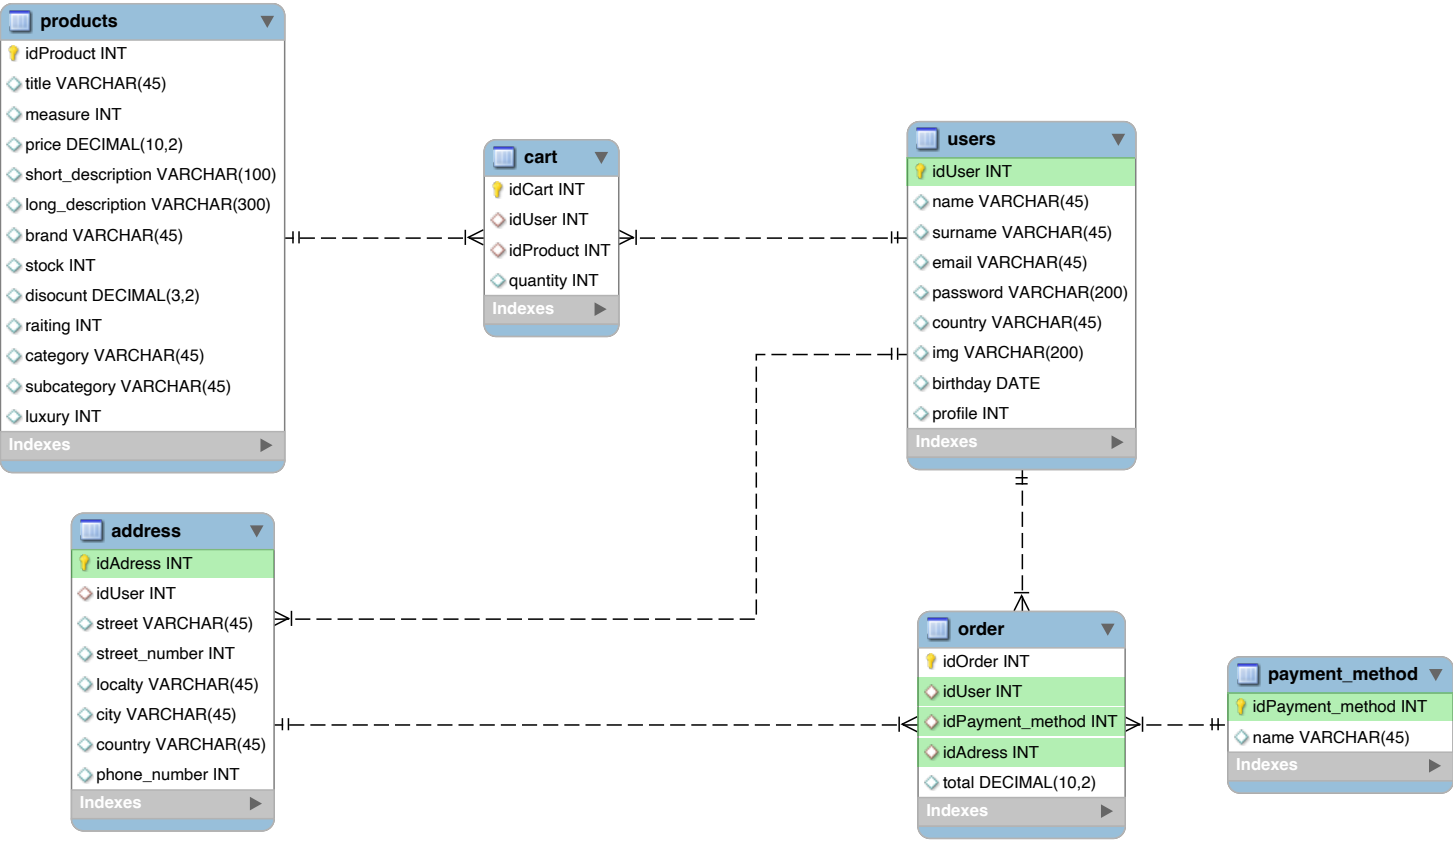 products
idProduct INT
title VARCHAR(45)
measure INT
price DECIMAL(10,2)
short_description VARCHAR(100)
long_description VARCHAR(300)
brand VARCHAR(45)
stock INT
disocunt DECIMAL(3,2)
raiting INT
category VARCHAR(45)
subcategory VARCHAR(45)
luxury INT
Indexes
cart
idCart INT
idUser INT
idProduct INT
quantity INT
Indexes
users
idUser INT
name VARCHAR(45)
surname VARCHAR(45)
email VARCHAR(45)
password VARCHAR(200)
country VARCHAR(45)
img VARCHAR(200)
birthday DATE
profile INT
Indexes
address
idAdress INT
idUser INT
street VARCHAR(45)
street_number INT
localty VARCHAR(45)
city VARCHAR(45)
country VARCHAR(45)
phone_number INT
Indexes
order
idOrder INT
idUser INT
idPayment_method INT
idAdress INT
total DECIMAL(10,2)
Indexes
payment_method
idPayment_method INT
name VARCHAR(45)
Indexes